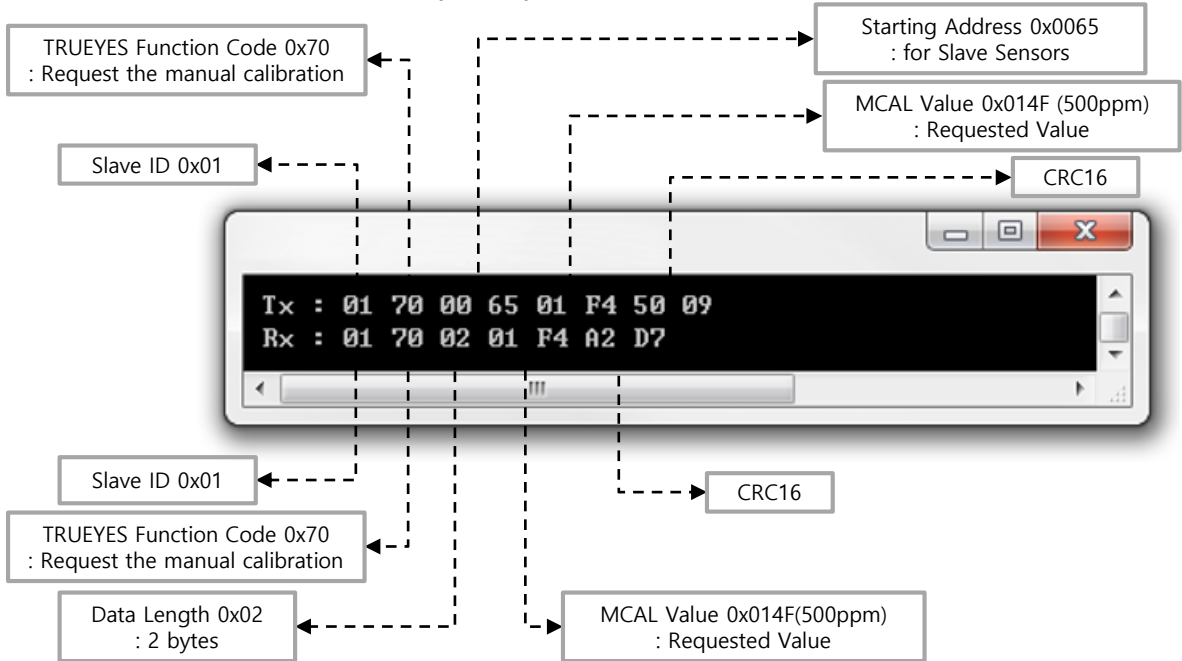 TRUEYES Function Code 0x70
: Request the manual calibration
Starting Address 0x0065
: for Slave Sensors
MCAL Value 0x014F (500ppm)
: Requested Value
Slave ID 0x01
CRC16
Tx : 01 70 00 65 01 F4 50 09
Rx : 01 70 02 01 F4 A2 D7
Slave ID 0x01
CRC16
TRUEYES Function Code 0x70
: Request the manual calibration
Data Length 0x02
: 2 bytes
MCAL Value 0x014F(500ppm)
: Requested Value